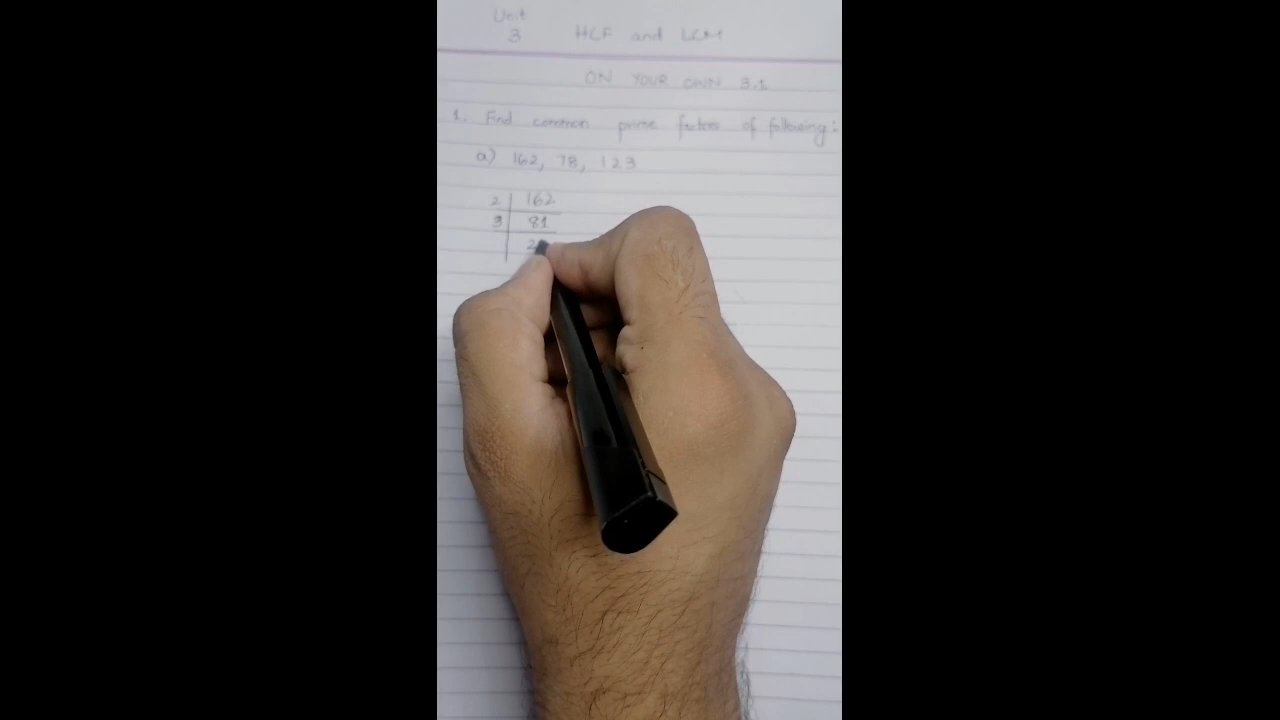 Unit
3 HCF and LCM
ON YOUR OWN 3.1
1. Find common prime factors of following:
a) 162, 78, 123
2 162
3 81
2